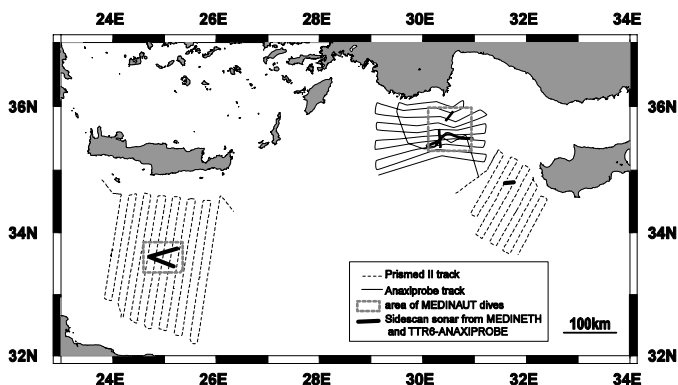 24E 26E 28E 30E 32E 34E
36N 36N
34N 34N
Prismed II track
Anaxiprobe track
area of MEDINAUT dives
Sidescan sonar from MEDINETH
and TTR6-ANAXIPROBE
100km
32N 32N
24E 26E 28E 30E 32E 34E